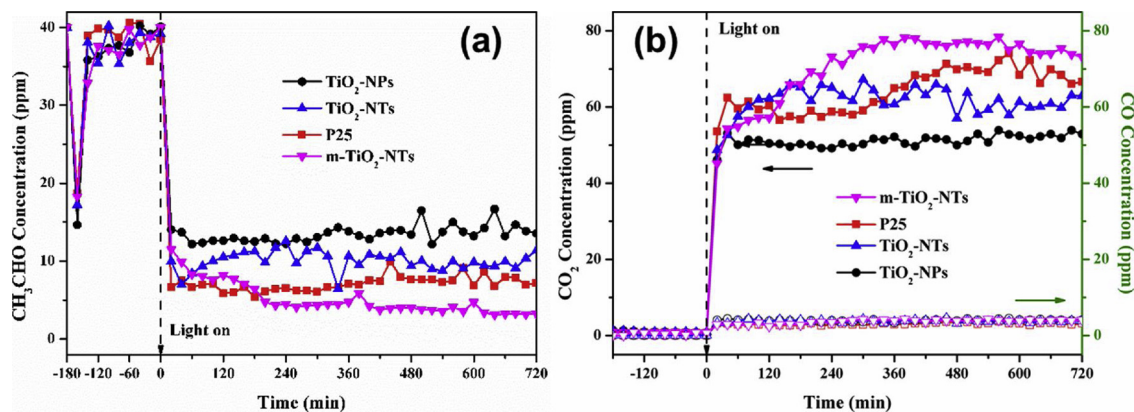 (a)
CH3CHO Concentration (ppm)
40
30
20
10
0
TiO2-NPs
TiO2-NTs
P25
m-TiO2-NTs
Light on
-180 -120 -60 0 120 240 360 480 600 720
Time (min)
Light on
(b)
CO2 Concentration (ppm)
80
60
40
20
0
m-TiO2-NTs
P25
TiO2-NTs
TiO2-NPs
80
60
40
20
0
CO Concentration (ppm)
-120 0 120 240 360 480 600 720
Time (min)